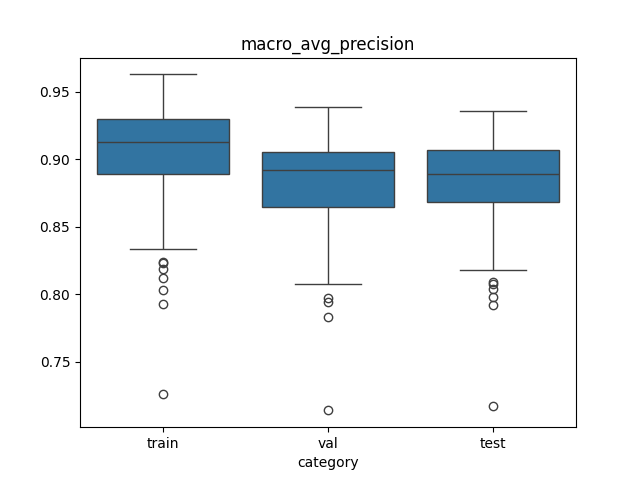 macro_avg_precision
0.95
0.90
0.85
0.80
0.75
train
val
test
category